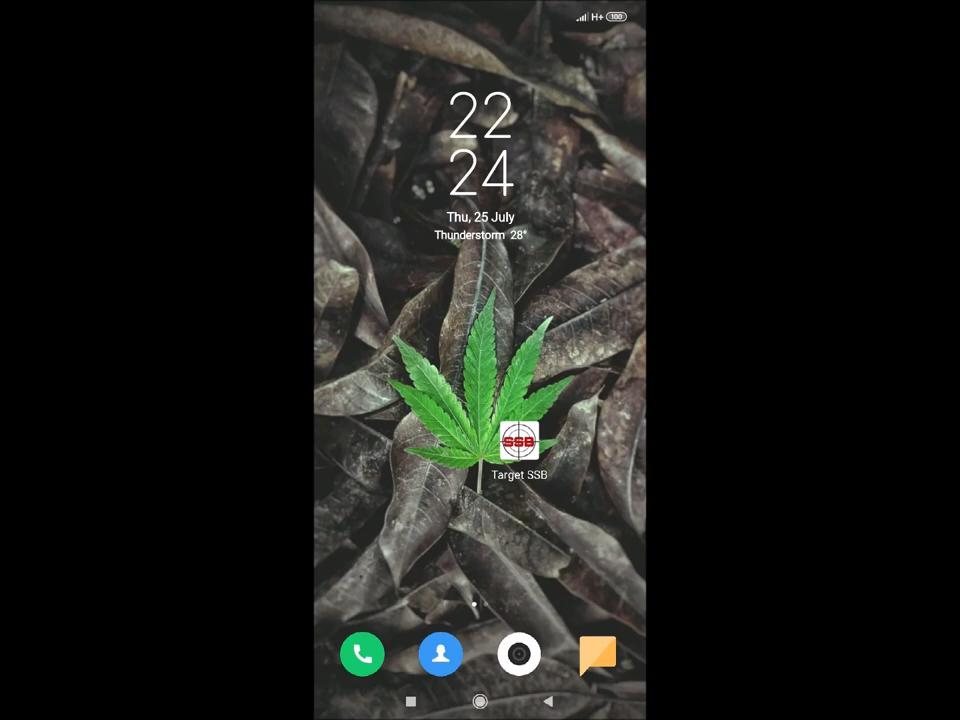 H+ 100
22
24
Thu, 25 July
Thunderstorm 28°
SSB
Target SSB